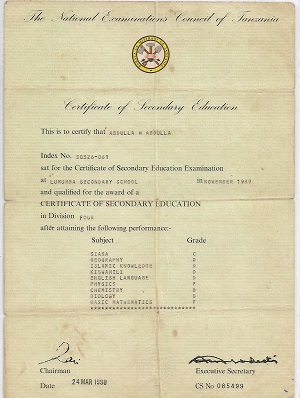 The National Examinations Council of Tanzania
Certificate of Secondary Education
This is to certify that ABDULLA W ABDULLA
Index No.
sat for the Certificate of Secondary Education Examination
at LUMUMBA SECONDARY SCHOOL in NOVEMBER 1989
and qualified for the award of a
CERTIFICATE OF SECONDARY EDUCATION
in Division FOUR
after attaining the following performance:-
Subject Grade
SIASA C
GEOGRAPHY D
ISLAMIC KNOWLEDGE D
KISWAHILI D
ENGLISH LANGUAGE D
PHYSICS F
CHEMISTRY D
BIOLOGY D
BASIC MATHEMATICS F
Chairman Executive Secretary
Date 24 MAR 1990 CS No 065499